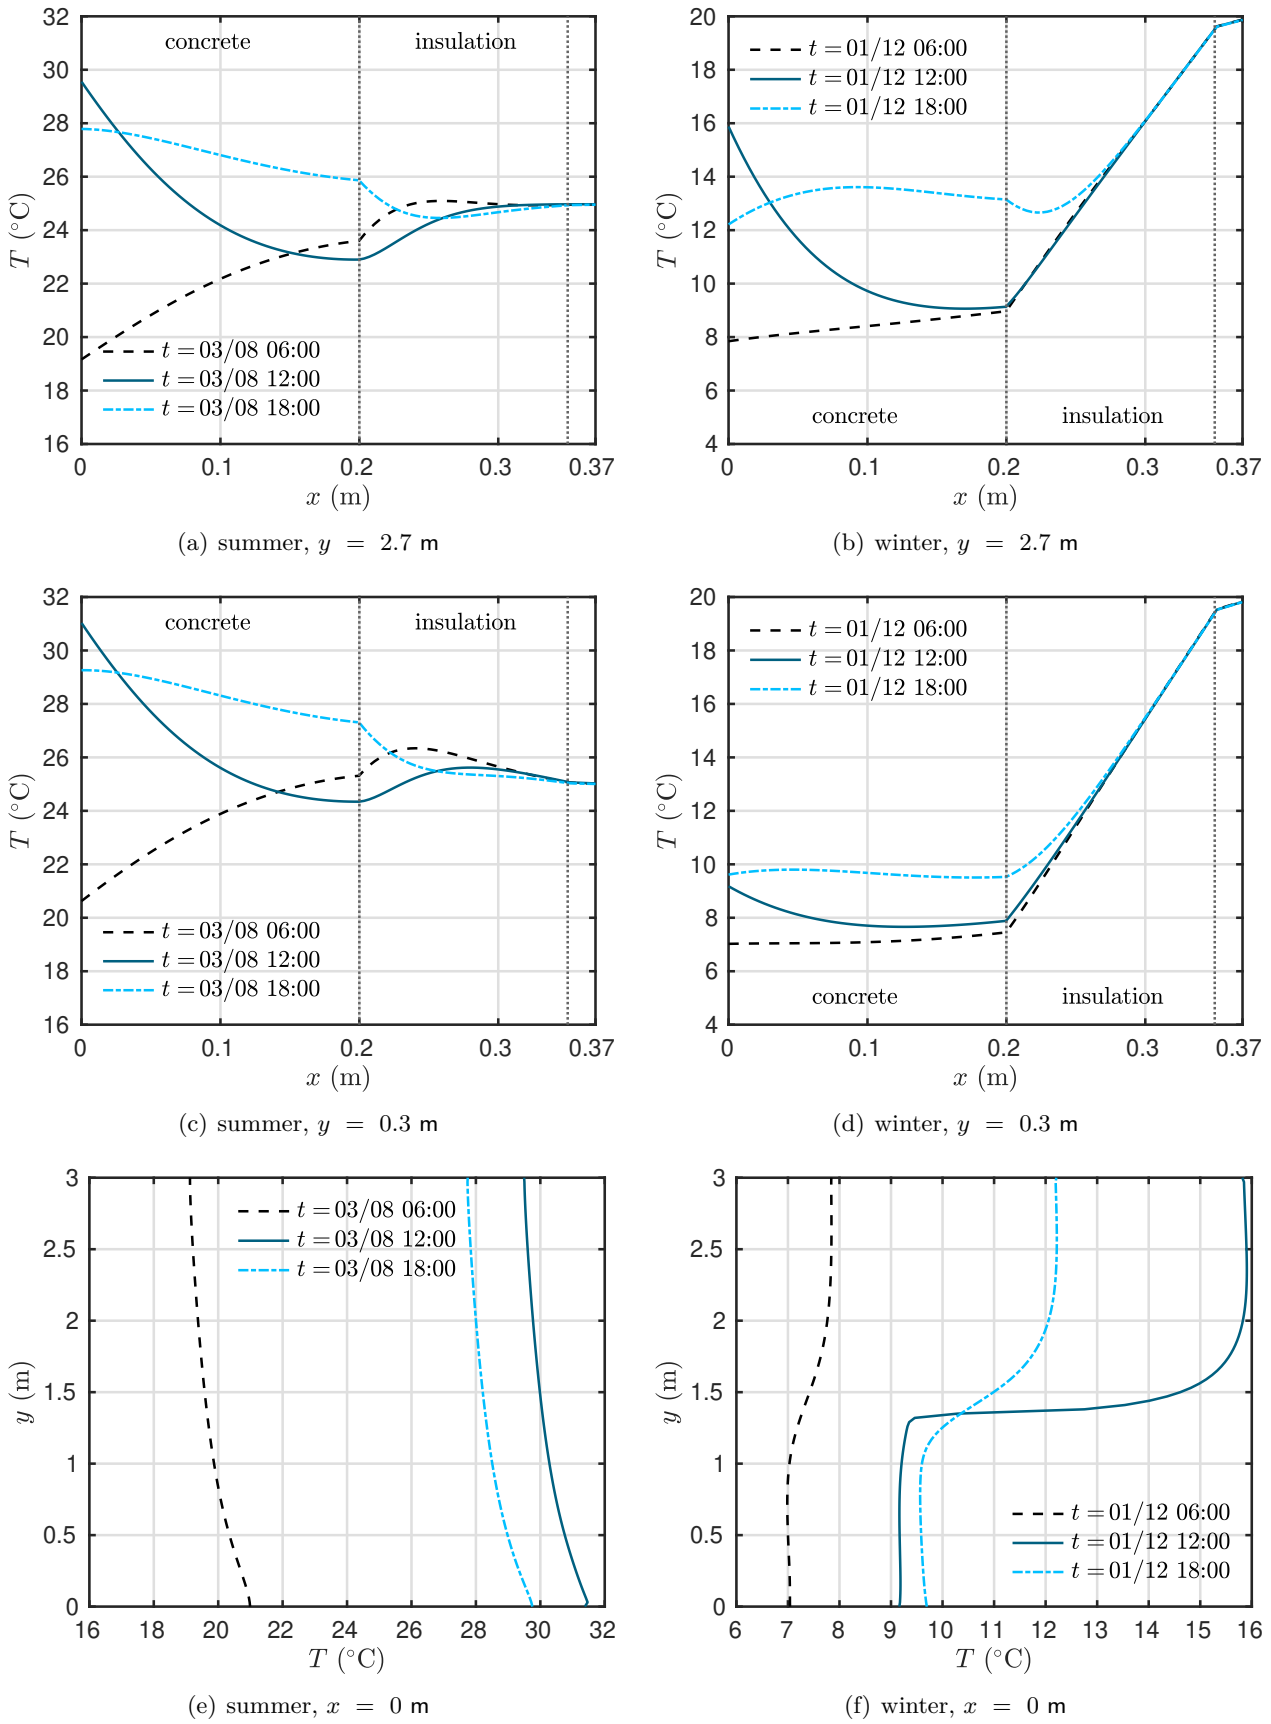 32
30
28
26
24
22
20
18
16
T (°C)
concrete
insulation
t = 03/08 06:00
t = 03/08 12:00
t = 03/08 18:00
0
0.1
0.2
0.3
0.37
x (m)
(a) summer, y = 2.7 m
20
18
16
14
12
10
8
6
4
T (°C)
t = 01/12 06:00
t = 01/12 12:00
t = 01/12 18:00
concrete
insulation
0
0.1
0.2
0.3
0.37
x (m)
(b) winter, y = 2.7 m
32
30
28
26
24
22
20
18
16
T (°C)
concrete
insulation
t = 03/08 06:00
t = 03/08 12:00
t = 03/08 18:00
0
0.1
0.2
0.3
0.37
x (m)
(c) summer, y = 0.3 m
20
18
16
14
12
10
8
6
4
T (°C)
t = 01/12 06:00
t = 01/12 12:00
t = 01/12 18:00
concrete
insulation
0
0.1
0.2
0.3
0.37
x (m)
(d) winter, y = 0.3 m
3
2.5
2
1.5
1
0.5
0
y (m)
t = 03/08 06:00
t = 03/08 12:00
t = 03/08 18:00
16
18
20
22
24
26
28
30
32
T (°C)
(e) summer, x = 0 m
3
2.5
2
1.5
1
0.5
0
y (m)
t = 01/12 06:00
t = 01/12 12:00
t = 01/12 18:00
6
7
8
9
10
11
12
13
14
15
16
T (°C)
(f) winter, x = 0 m